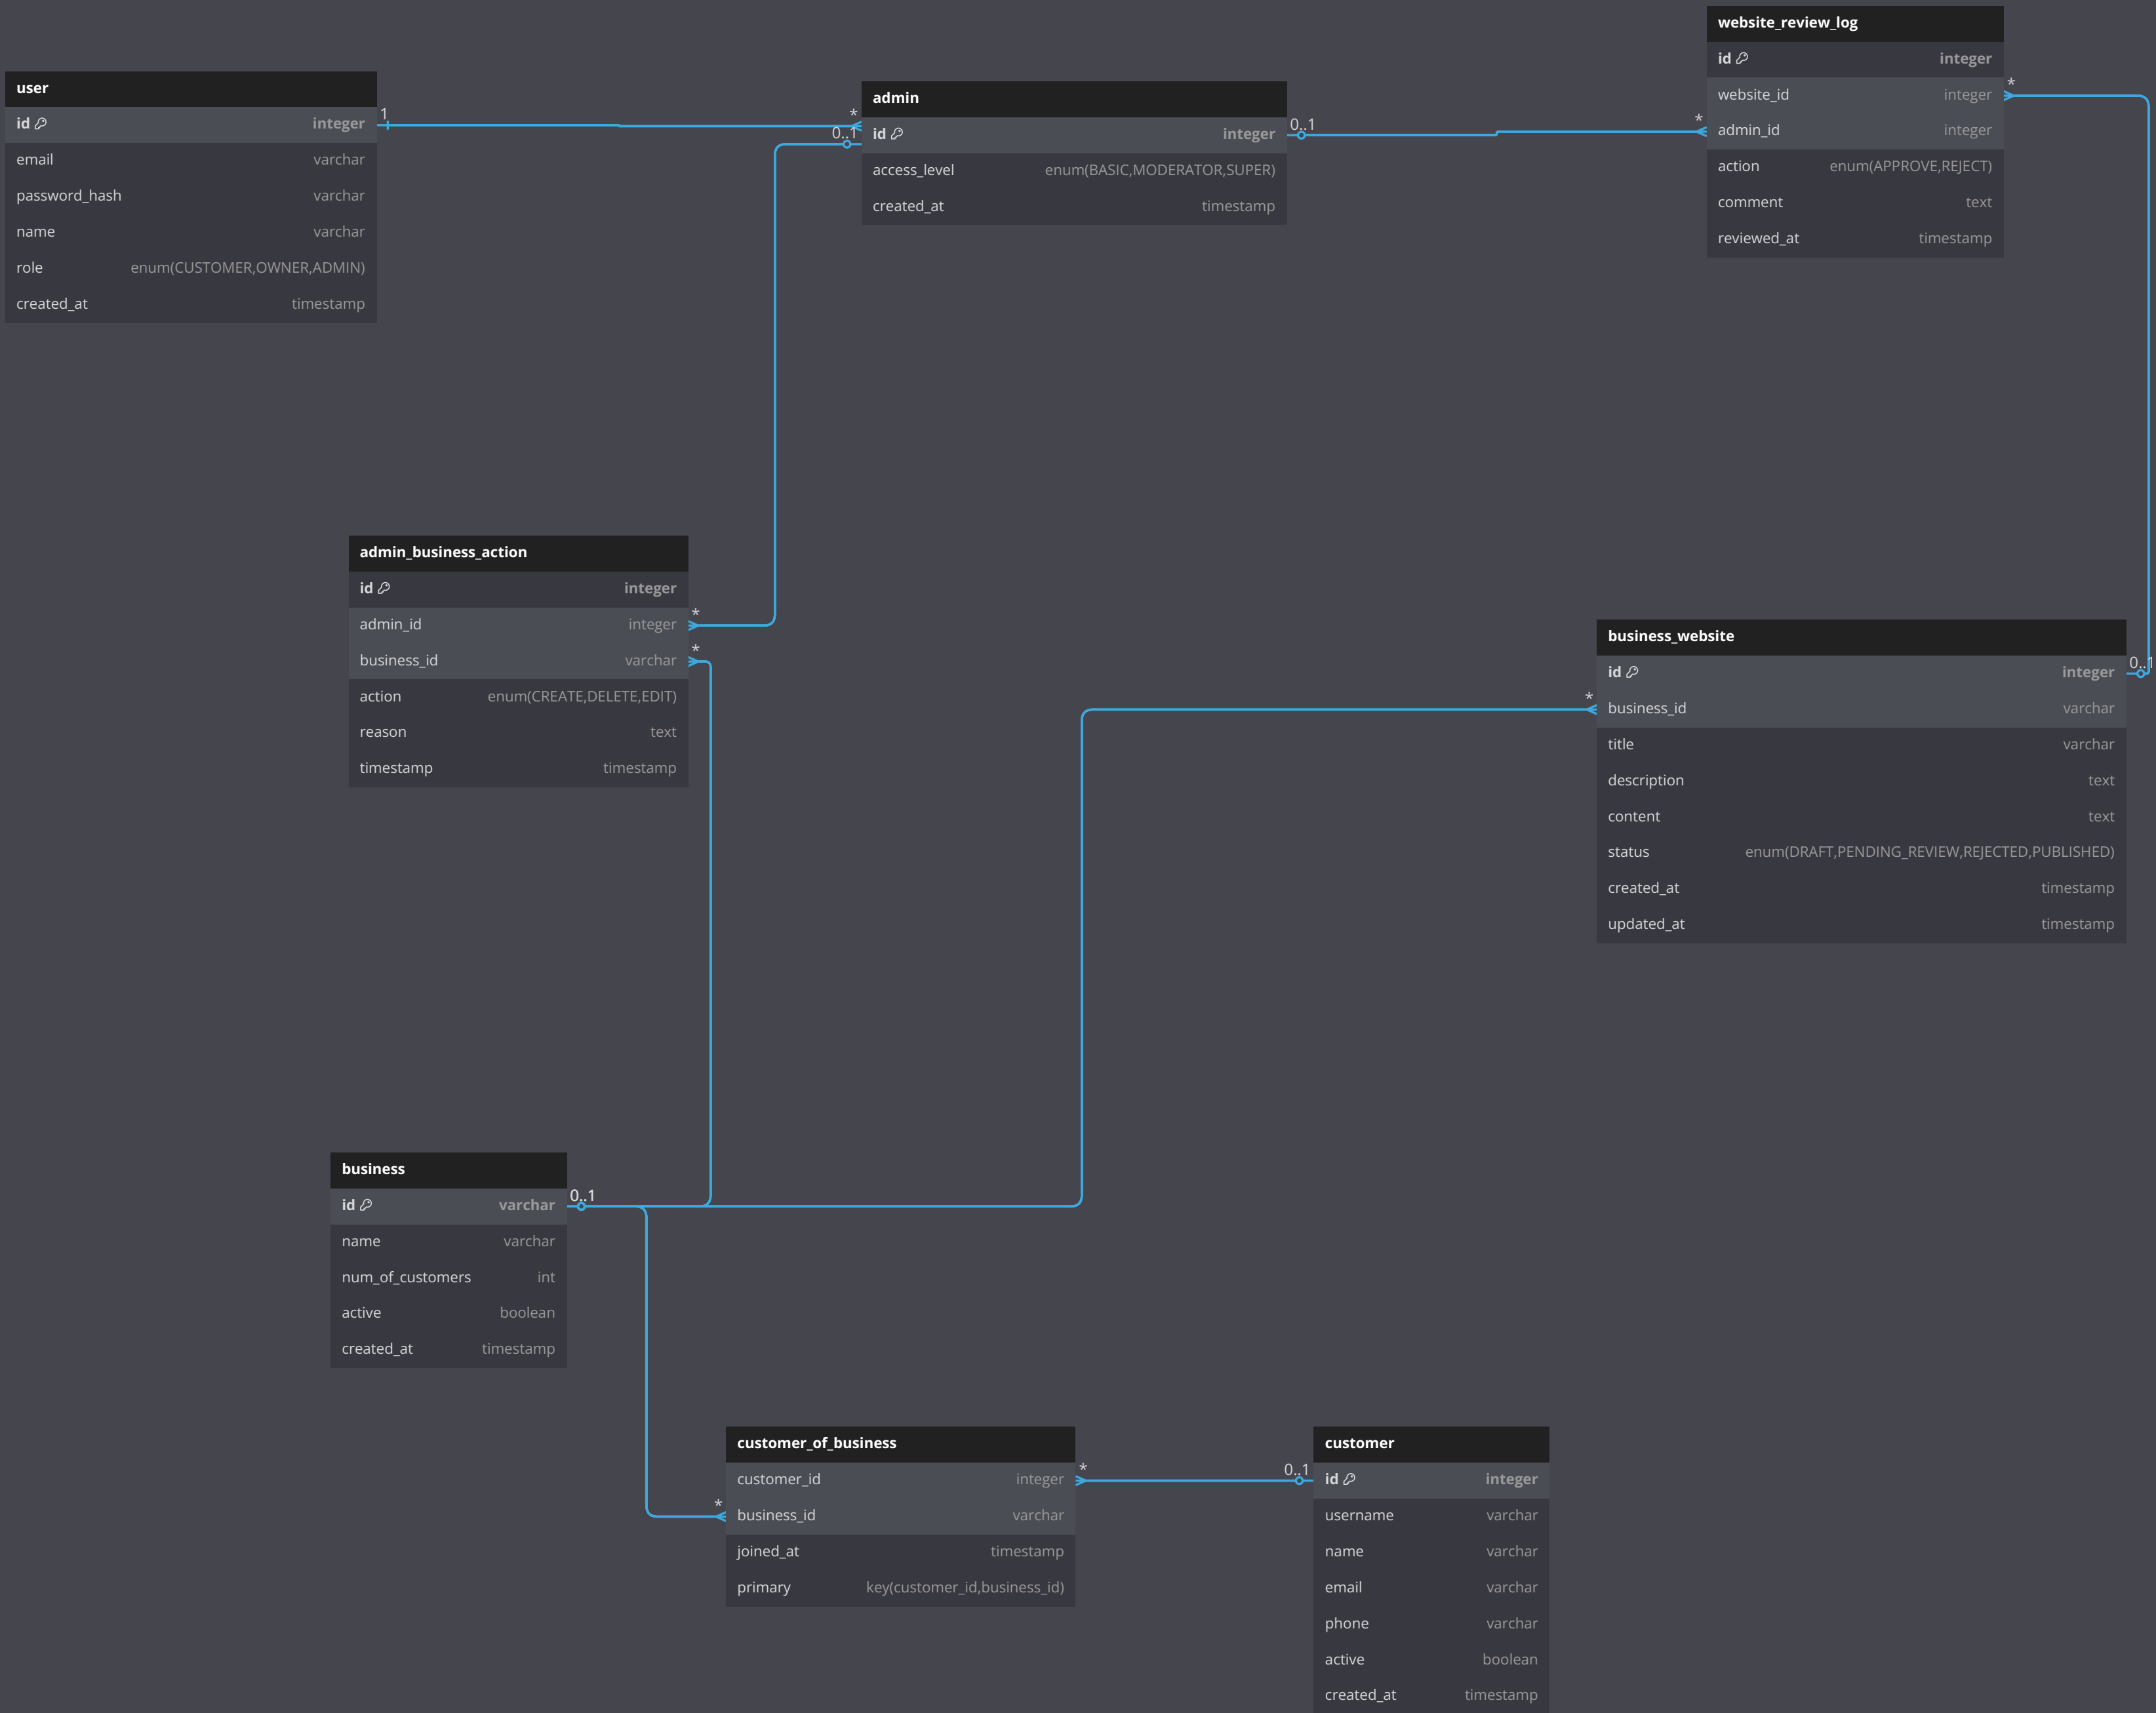 website_review_log
id integer
website_id integer
admin_id integer
action enum(APPROVE,REJECT)
comment text
reviewed_at timestamp
*
*
user
id integer
email varchar
password_hash varchar
name varchar
role enum(CUSTOMER,OWNER,ADMIN)
created_at timestamp
1
*
0..1
admin
id integer
access_level enum(BASIC,MODERATOR,SUPER)
created_at timestamp
0..1
admin_business_action
id integer
admin_id integer
business_id varchar
action enum(CREATE,DELETE,EDIT)
reason text
timestamp timestamp
*
*
business_website
id integer
business_id varchar
title varchar
description text
content text
status enum(DRAFT,PENDING_REVIEW,REJECTED,PUBLISHED)
created_at timestamp
updated_at timestamp
*
0..1
business
id varchar
name varchar
num_of_customers int
active boolean
created_at timestamp
0..1
customer_of_business
customer_id integer
business_id varchar
joined_at timestamp
primary key(customer_id,business_id)
*
*
0..1
customer
id integer
username varchar
name varchar
email varchar
phone varchar
active boolean
created_at timestamp